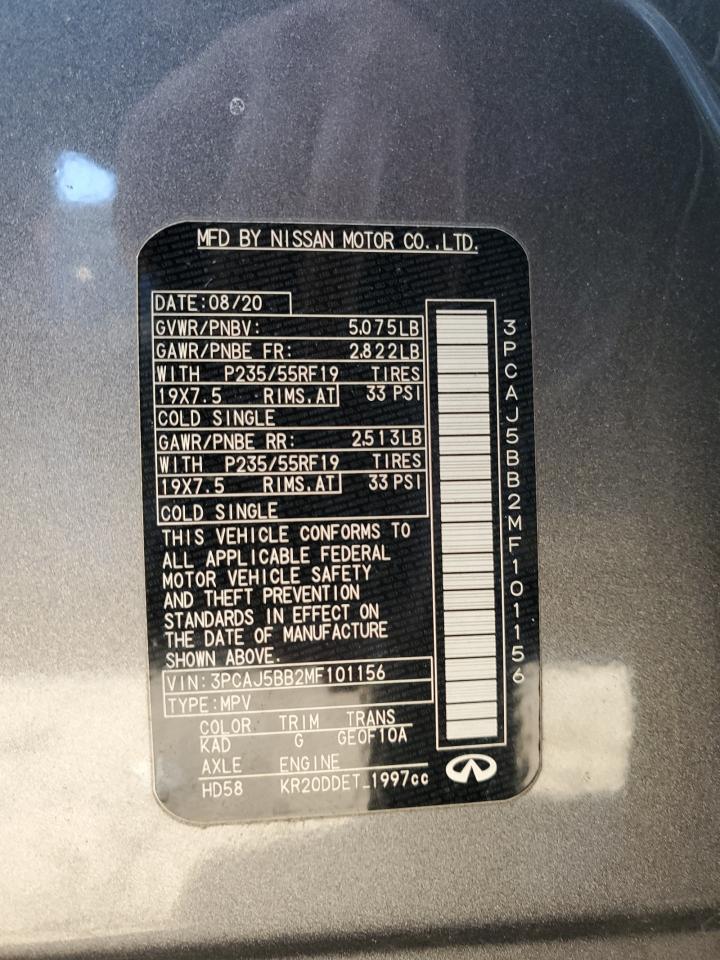 MFD BY NISSAN MOTOR CO.,LTD.
DATE:08/20
GVWR/PNBV: 5,075LB
GAWR/PNBE FR: 2,822LB
WITH P235/55RF19 TIRES
19X7.5 RIMS,AT 33 PSI
COLD SINGLE
GAWR/PNBE RR: 2,513LB
WITH P235/55RF19 TIRES
19X7.5 RIMS,AT 33 PSI
COLD SINGLE
THIS VEHICLE CONFORMS TO
ALL APPLICABLE FEDERAL
MOTOR VEHICLE SAFETY
AND THEFT PREVENTION
STANDARDS IN EFFECT ON
THE DATE OF MANUFACTURE
SHOWN ABOVE.
VIN:3PCAJ5BB2MF101156
TYPE:MPV
COLOR TRIM TRANS
KAD G GE0F10A
AXLE ENGINE
HD58 KR20DDET_1997cc
3PCAJ5BB2MF101156